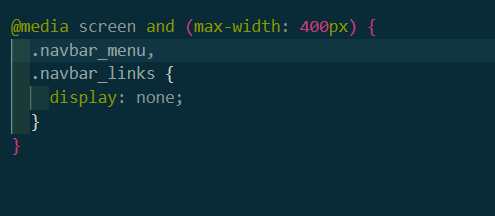 @media screen and (max-width: 400px) {
  .navbar_menu,
  .navbar_links {
    display: none;
  }
}